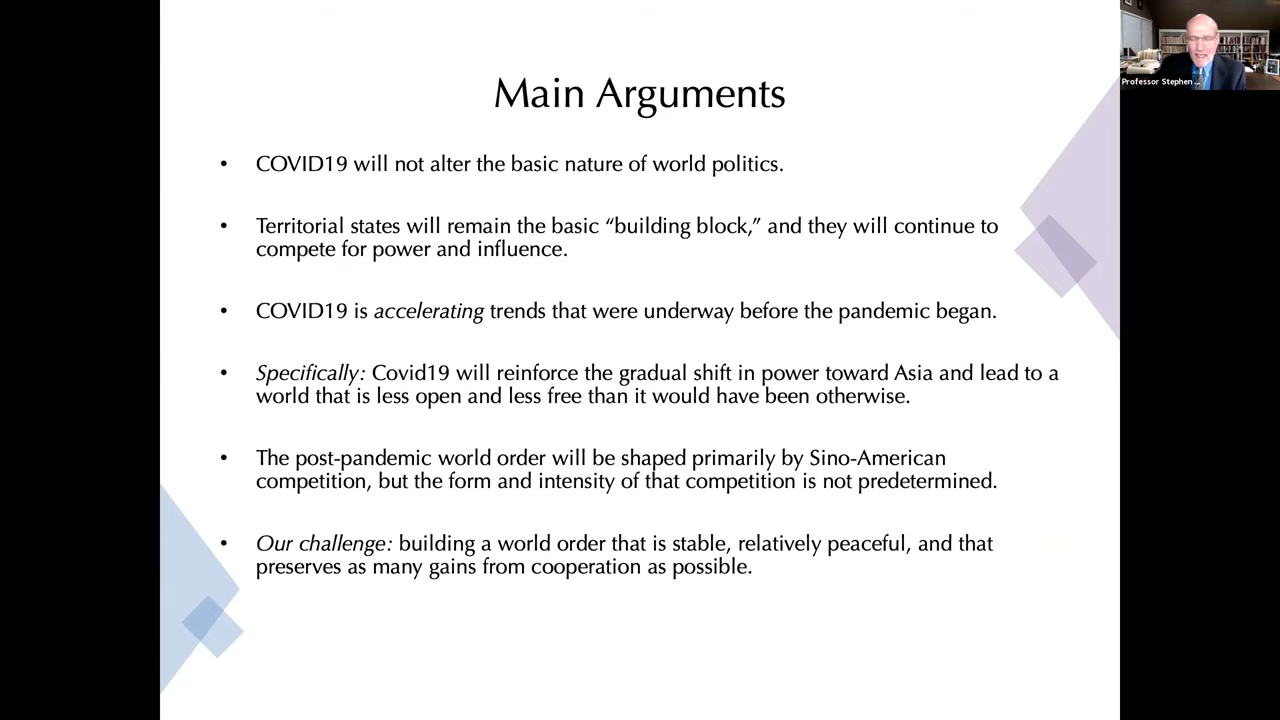 Professor Stephen ...
Main Arguments
• COVID19 will not alter the basic nature of world politics.
• Territorial states will remain the basic “building block,” and they will continue to
compete for power and influence.
• COVID19 is accelerating trends that were underway before the pandemic began.
• Specifically: Covid19 will reinforce the gradual shift in power toward Asia and lead to a
world that is less open and less free than it would have been otherwise.
• The post-pandemic world order will be shaped primarily by Sino-American
competition, but the form and intensity of that competition is not predetermined.
• Our challenge: building a world order that is stable, relatively peaceful, and that
preserves as many gains from cooperation as possible.